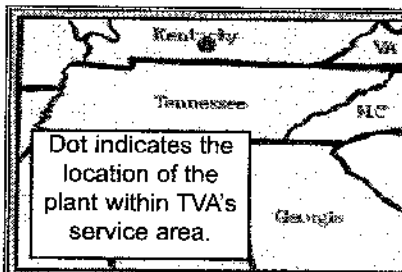 Kentucky
VA
Tennessee
NC
Dot indicates the
location of the
plant within TVA's
service area.
Georgia